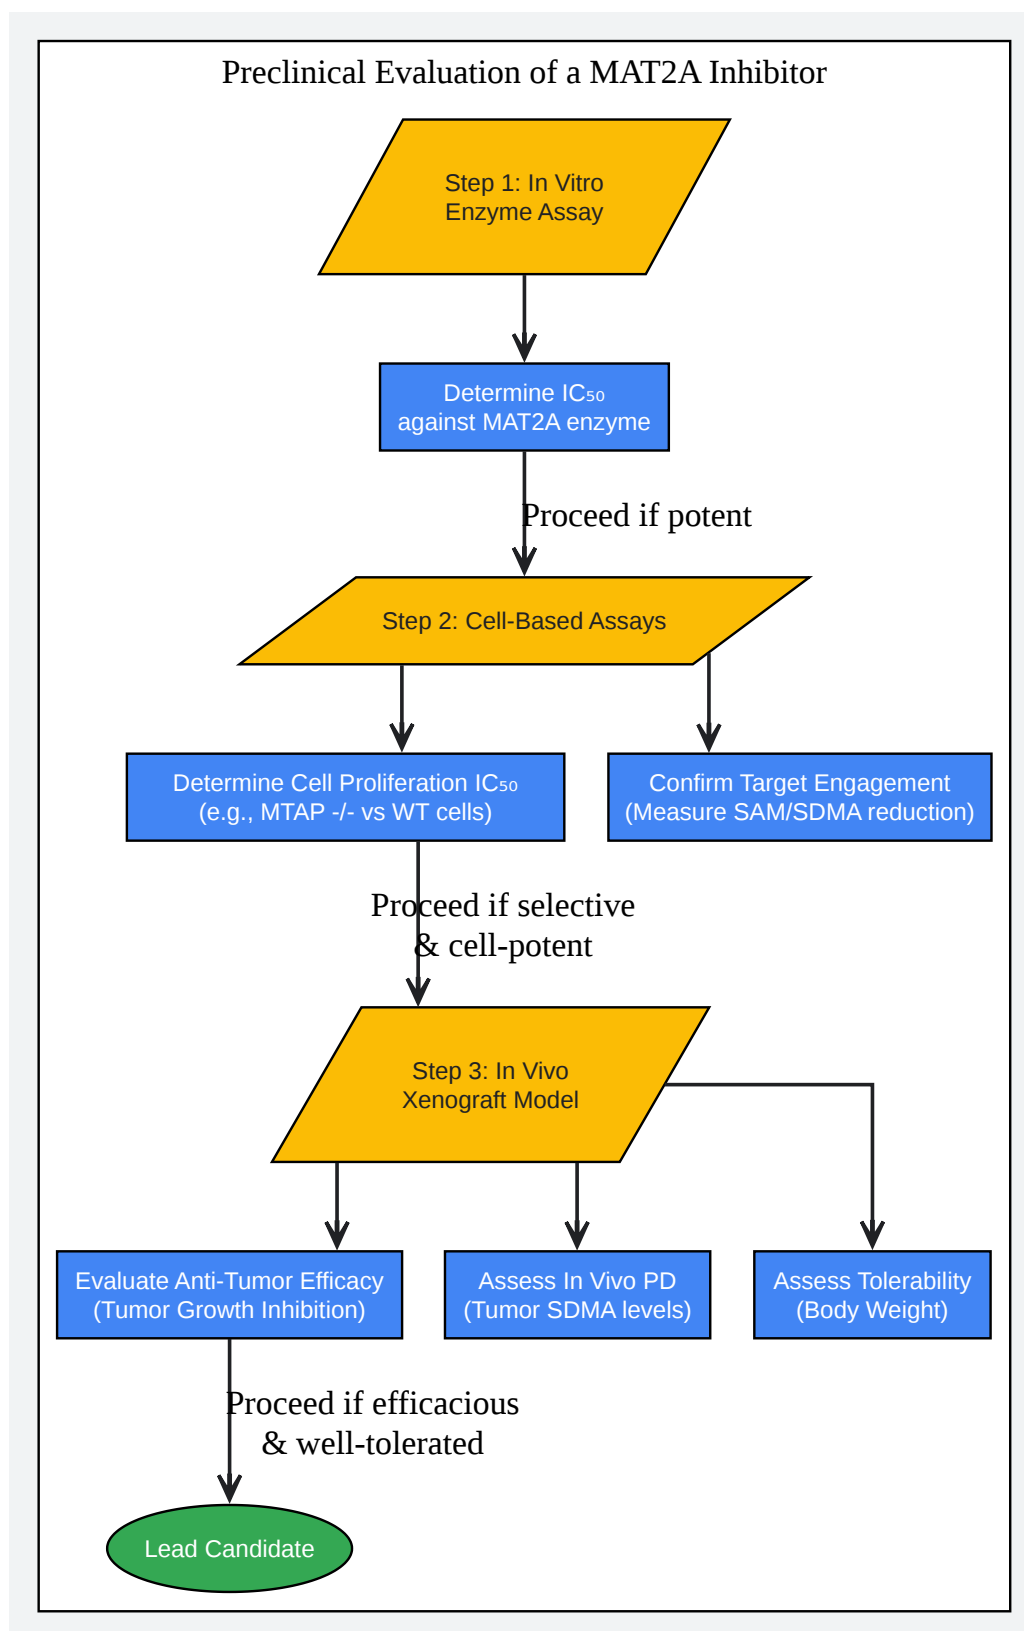 Preclinical Evaluation of a MAT2A Inhibitor
Step 1: In Vitro
Enzyme Assay
Determine IC₅₀
against MAT2A enzyme
Proceed if potent
Step 2: Cell-Based Assays
Determine Cell Proliferation IC₅₀
(e.g., MTAP -/- vs WT cells)
Confirm Target Engagement
(Measure SAM/SDMA reduction)
Proceed if selective
& cell-potent
Step 3: In Vivo
Xenograft Model
Evaluate Anti-Tumor Efficacy
(Tumor Growth Inhibition)
Assess In Vivo PD
(Tumor SDMA levels)
Assess Tolerability
(Body Weight)
Proceed if efficacious
& well-tolerated
Lead Candidate